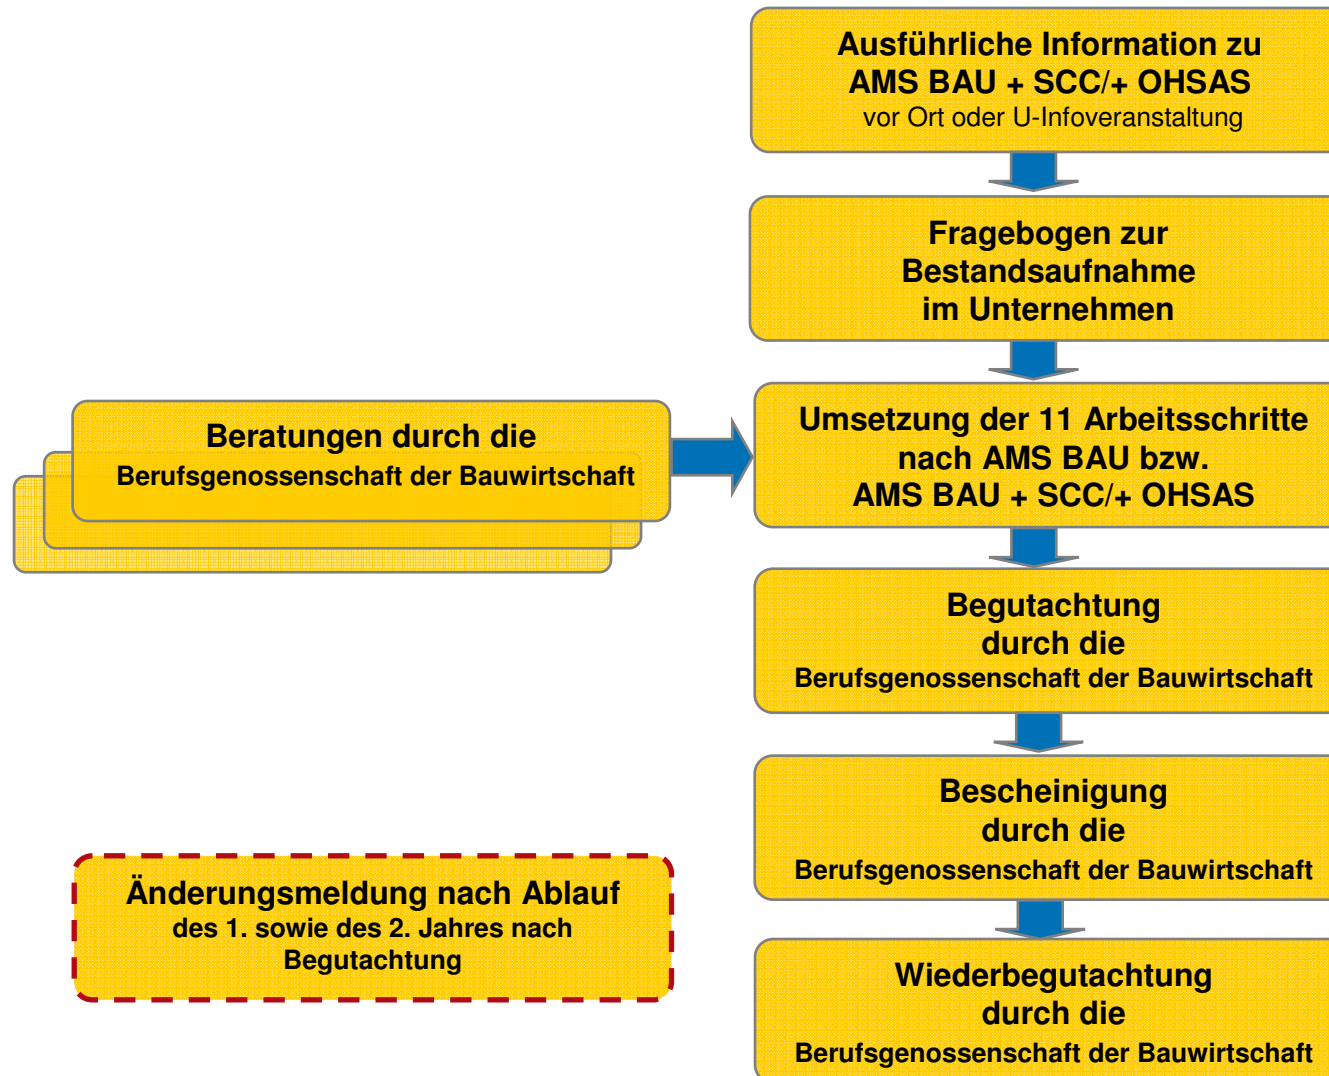 Ausführliche Information zu
AMS BAU + SCC/+ OHSAS
vor Ort oder U-Infoveranstaltung
Fragebogen zur
Bestandsaufnahme
im Unternehmen
Beratungen durch die
Berufsgenossenschaft der Bauwirtschaft
Umsetzung der 11 Arbeitsschritte
nach AMS BAU bzw.
AMS BAU + SCC/+ OHSAS
Begutachtung
durch die
Berufsgenossenschaft der Bauwirtschaft
Bescheinigung
durch die
Berufsgenossenschaft der Bauwirtschaft
Änderungsmeldung nach Ablauf
des 1. sowie des 2. Jahres nach
Begutachtung
Wiederbegutachtung
durch die
Berufsgenossenschaft der Bauwirtschaft